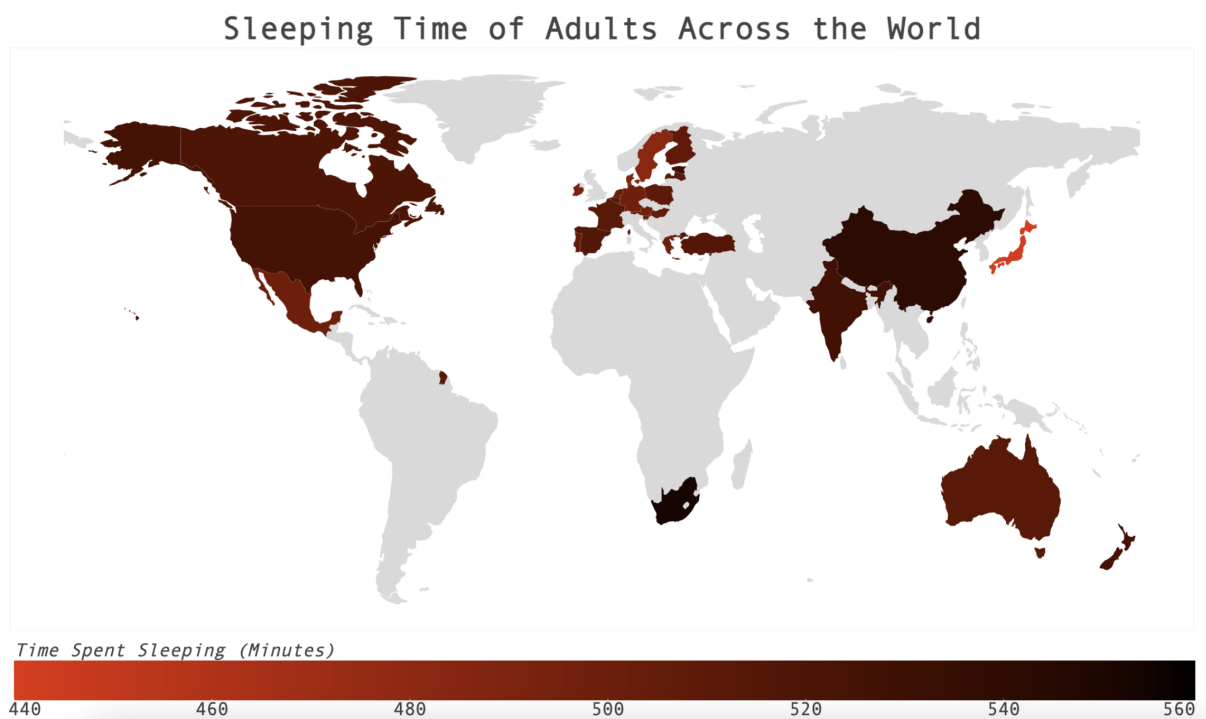 Sleeping Time of Adults Across the World
Time Spent Sleeping (Minutes)
440 460 480 500 520 540 560